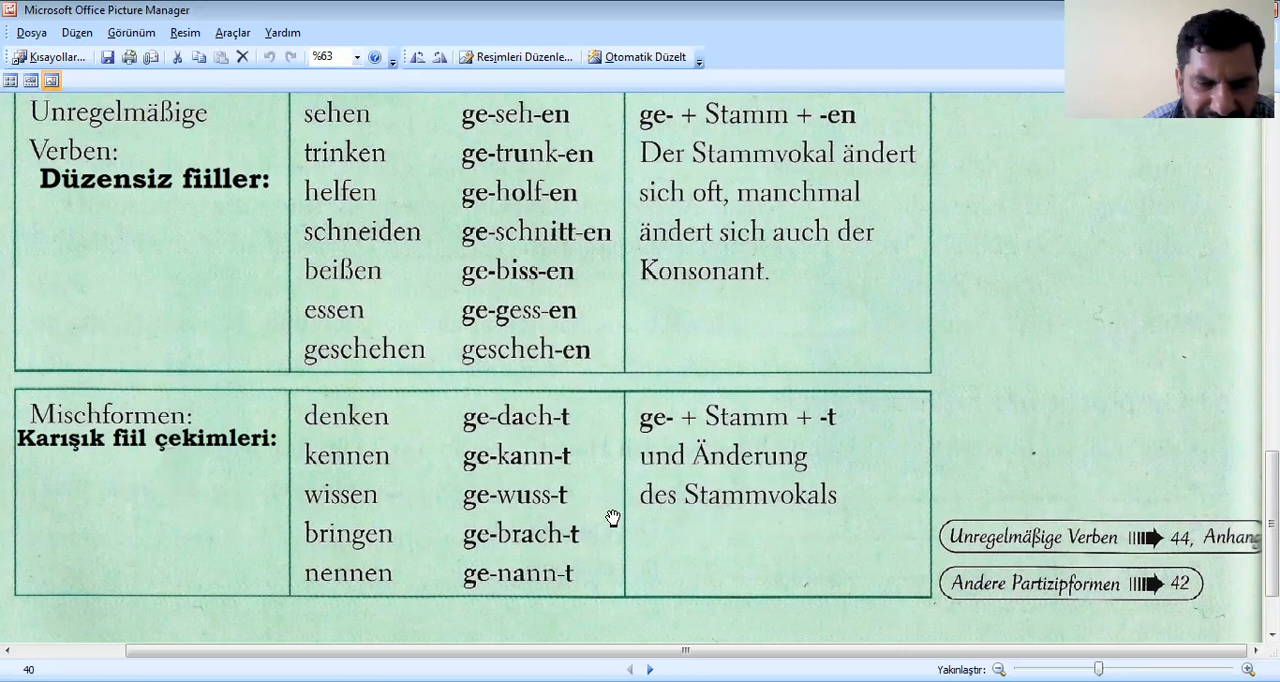 Microsoft Office Picture Manager
Dosya Düzen Görünüm Resim Araçlar Yardım
Kısayollar... %63 Resimleri Düzenle... Otomatik Düzelt
Unregelmäßige sehen ge-seh-en ge- + Stamm + -en
Verben: trinken ge-trunk-en Der Stammvokal ändert
Düzensiz fiiller:
helfen ge-holf-en sich oft, manchmal
schneiden ge-schnitt-en ändert sich auch der
beißen ge-biss-en Konsonant.
essen ge-gess-en
geschehen gescheh-en
Mischformen: denken ge-dach-t ge- + Stamm + -t
Karışık fiil çekimleri:
kennen ge-kann-t und Änderung
wissen ge-wuss-t des Stammvokals
bringen ge-brach-t
nennen ge-nann-t
Unregelmäßige Verben 44, Anhang
Andere Partizipformen 42
40 Yakınlaştır: